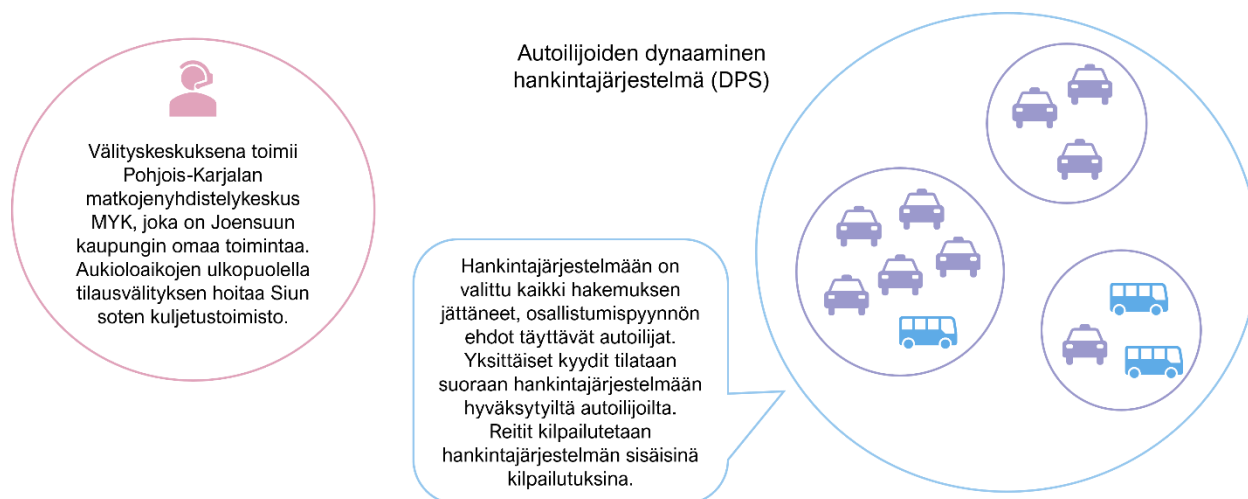 Autoilijoiden dynaaminen
hankintajärjestelmä (DPS)
Välityskeskuksena toimii
Pohjois-Karjalan
matkojenyhdistelykeskus
MYK, joka on Joensuun
kaupungin omaa toimintaa.
Aukioloaikojen ulkopuolella
tilausvälityksen hoitaa Siun
soten kuljetustoimisto.
Hankintajärjestelmään on
valittu kaikki hakemuksen
jättäneet, osallistumispyynnön
ehdot täyttävät autoilijat.
Yksittäiset kyydit tilataan
suoraan hankintajärjestelmään
hyväksytyiltä autoilijoilta.
Reitit kilpailutetaan
hankintajärjestelmän sisäisinä
kilpailutuksina.